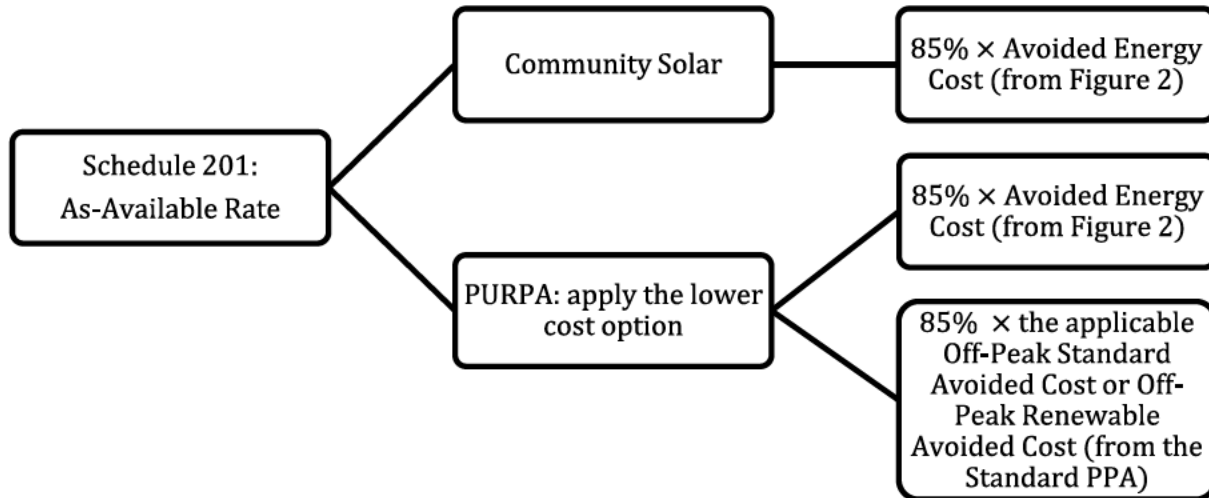 Schedule 201:
As-Available Rate
Community Solar
85% × Avoided Energy
Cost (from Figure 2)
PURPA: apply the lower
cost option
85% × Avoided Energy
Cost (from Figure 2)
85% × the applicable
Off-Peak Standard
Avoided Cost or Off-
Peak Renewable
Avoided Cost (from the
Standard PPA)